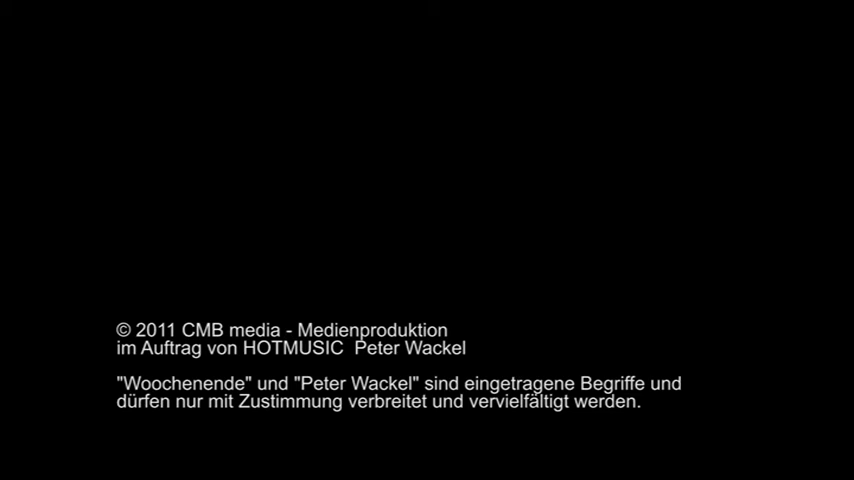 © 2011 CMB media - Medienproduktion
im Auftrag von HOTMUSIC  Peter Wackel
"Woochenende" und "Peter Wackel" sind eingetragene Begriffe und
dürfen nur mit Zustimmung verbreitet und vervielfältigt werden.